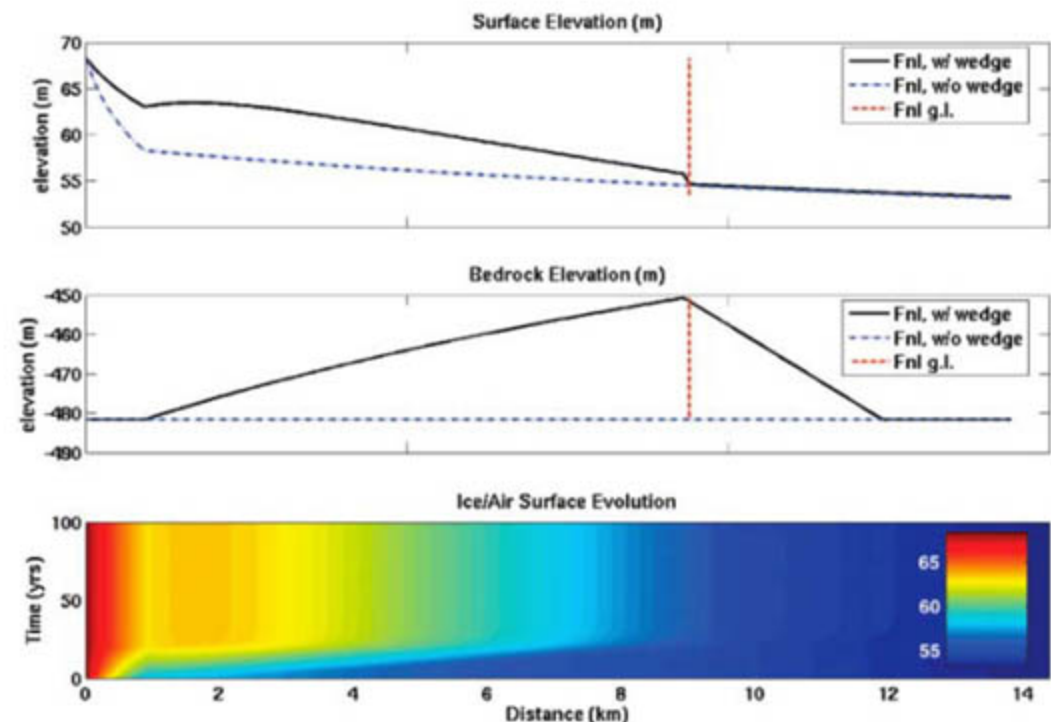 Surface Elevation (m)
70
65
60
55
50
elevation (m)
Fnl, w/ wedge
Fnl, w/o wedge
Fnl g.l.
Bedrock Elevation (m)
-450
-460
-470
-480
-490
elevation (m)
Fnl, w/ wedge
Fnl, w/o wedge
Fnl g.l.
Ice/Air Surface Evolution
100
50
0
Time (yrs)
65
60
55
0 2 4 6 8 10 12 14
Distance (km)